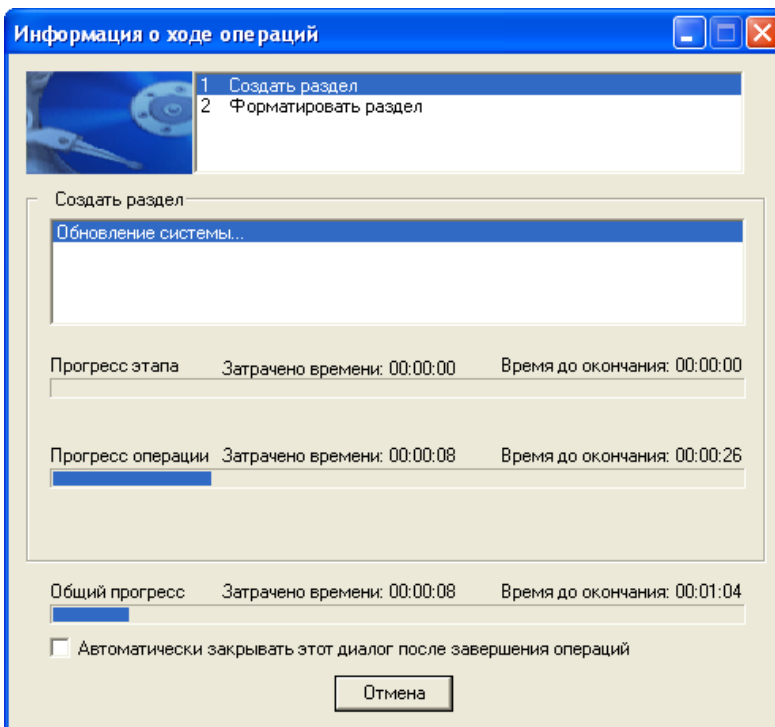 Информация о ходе операций
1 Создать раздел
2 Форматировать раздел
Создать раздел
Обновление системы...
Прогресс этапа Затрачено времени: 00:00:00 Время до окончания: 00:00:00
Прогресс операции Затрачено времени: 00:00:08 Время до окончания: 00:00:26
Общий прогресс Затрачено времени: 00:00:08 Время до окончания: 00:01:04
Автоматически закрывать этот диалог после завершения операций
Отмена